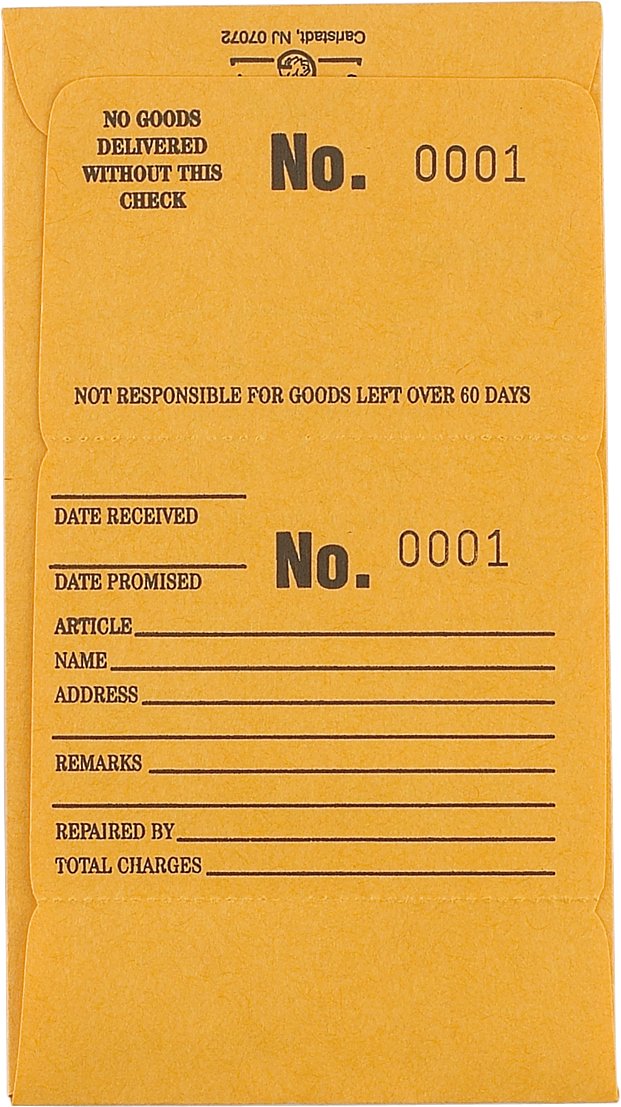 Carlstadt, NJ 07072
NO GOODS
DELIVERED
WITHOUT THIS
CHECK
No. 0001
NOT RESPONSIBLE FOR GOODS LEFT OVER 60 DAYS
DATE RECEIVED
No. 0001
DATE PROMISED
ARTICLE
NAME
ADDRESS
REMARKS
REPAIRED BY
TOTAL CHARGES